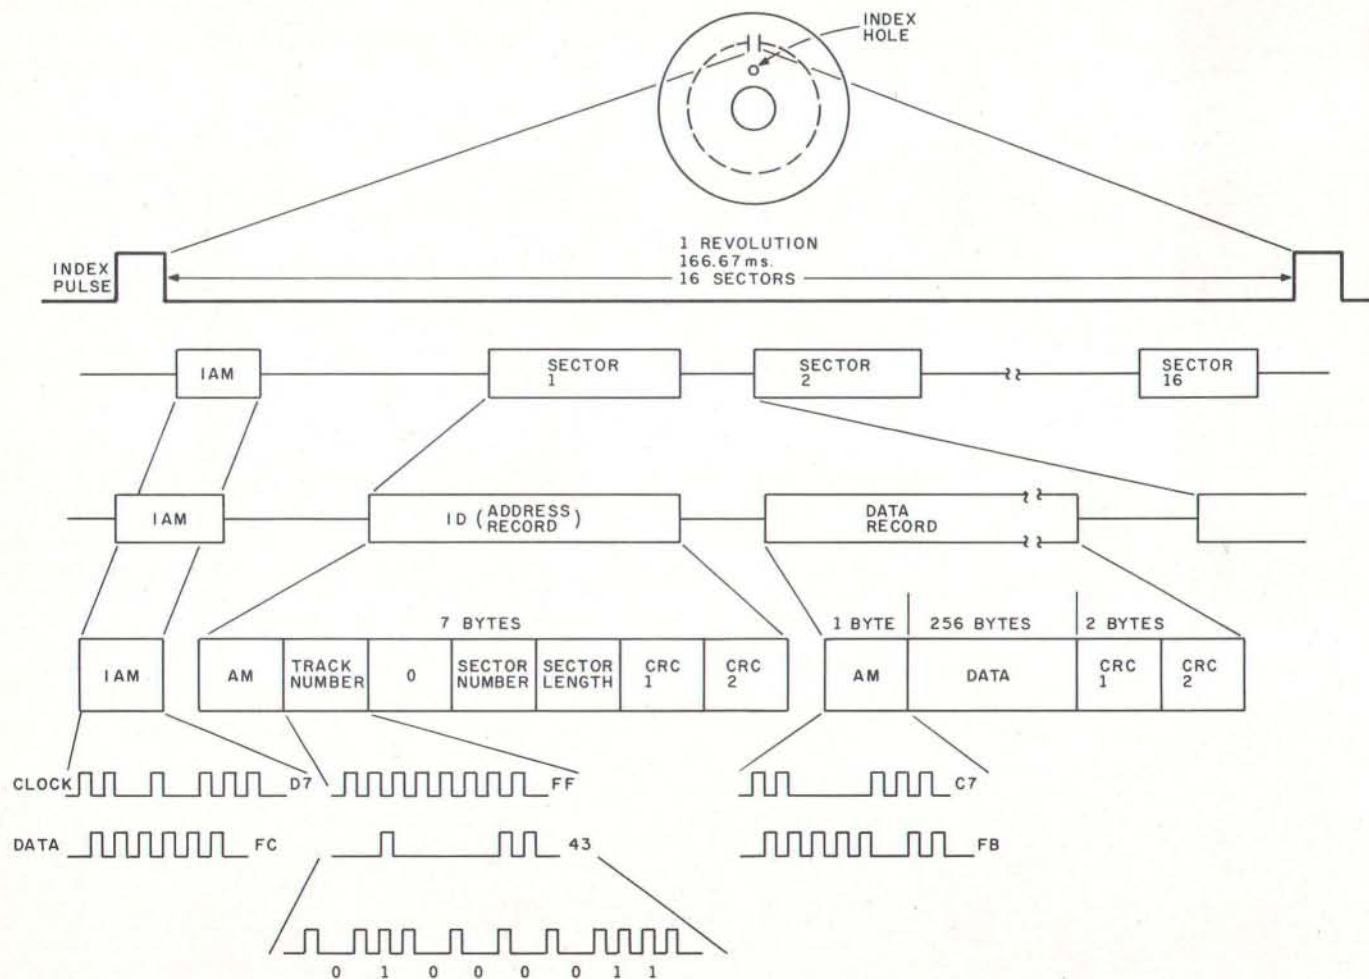 INDEX
HOLE
1 REVOLUTION
166.67 ms.
16 SECTORS
INDEX
PULSE
IAM
SECTOR
1
SECTOR
2
SECTOR
16
IAM
ID (ADDRESS
RECORD)
DATA
RECORD
7 BYTES
1 BYTE
256 BYTES
2 BYTES
IAM
AM
TRACK
NUMBER
0
SECTOR
NUMBER
SECTOR
LENGTH
CRC
1
CRC
2
AM
DATA
CRC
1
CRC
2
CLOCK
D7
FF
C7
DATA
FC
43
FB
0 1 0 0 0 0 1 1